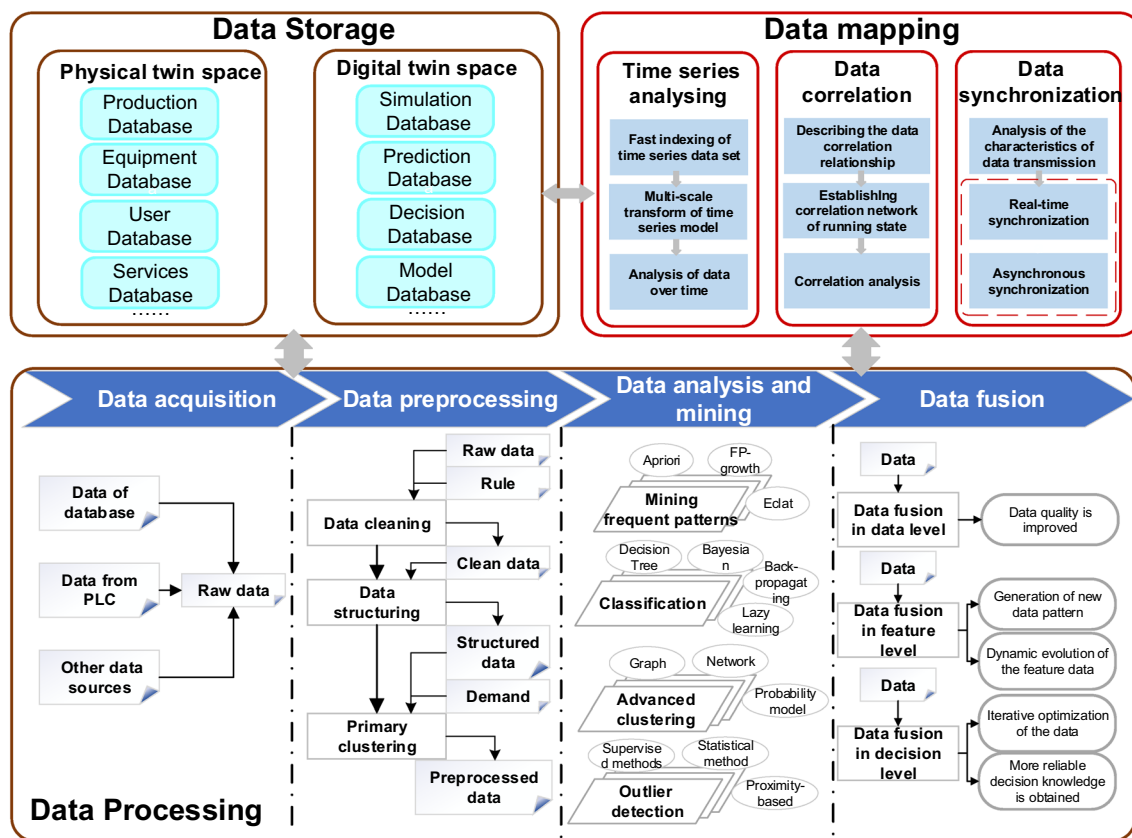 Data Storage
Physical twin space
Production
Database
Equipment
Database
User
Database
Services
Database
......
Digital twin space
Simulation
Database
Prediction
Database
Decision
Database
Model
Database
......
Data mapping
Time series
analysing
Fast indexing of
time series data set
Multi-scale
transform of time
series model
Analysis of data
over time
Data
correlation
Describing the data
correlation
relationship
Establishing
correlation network
of running state
Correlation analysis
Data
synchronization
Analysis of the
characteristics of
data transmission
Real-time
synchronization
Asynchronous
synchronization
Data acquisition
Data preprocessing
Data analysis and
mining
Data fusion
Data of
database
Data from
PLC
Other data
sources
Raw data
Raw data
Rule
Data cleaning
Clean data
Data
structuring
Structured
data
Demand
Primary
clustering
Preprocessed
data
Apriori
FP-
growth
Eclat
Mining
frequent patterns
Decision
Tree
Bayesia
n
Back-
propagating
Lazy
learning
Classification
Graph
Network
Probability
model
Advanced
clustering
Supervise
d methods
Statistical
method
Proximity-
based
Outlier
detection
Data
Data fusion
in data level
Data quality is
improved
Data
Data fusion
in feature
level
Generation of new
data pattern
Dynamic evolution of
the feature data
Data
Data fusion
in decision
level
Iterative optimization
of the data
More reliable
decision knowledge
is obtained
Data Processing